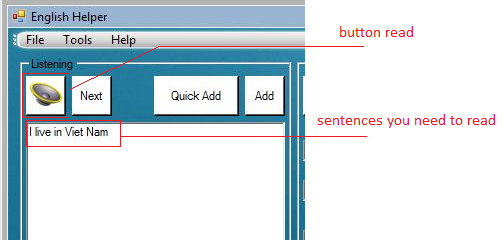 English Helper
button read
File Tools Help
Listening
Next Quick Add Add
sentences you need to read
I live in Viet Nam